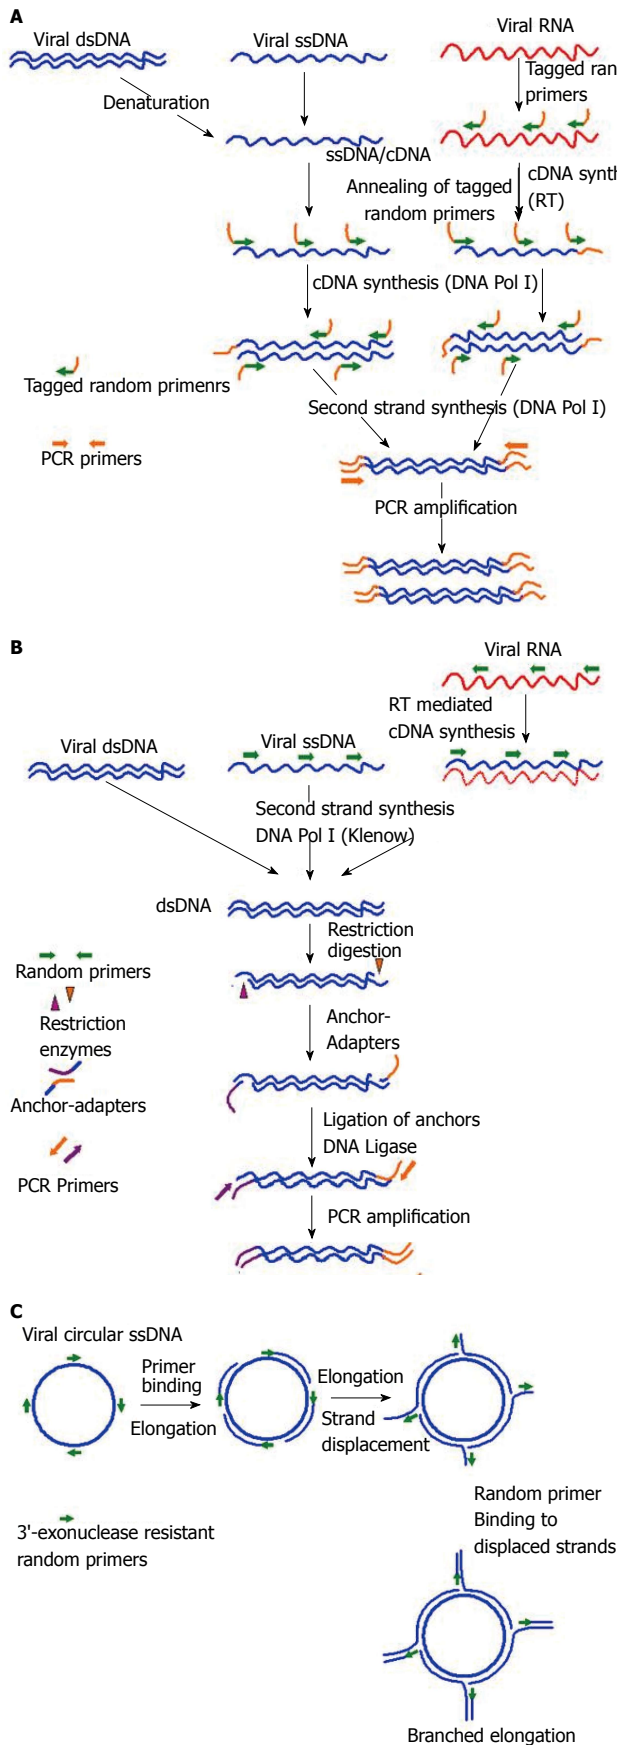 A
Viral dsDNA
Viral ssDNA
Viral RNA
Denaturation
Tagged ran
primers
ssDNA/cDNA
Annealing of tagged
random primers
cDNA synth
(RT)
cDNA synthesis (DNA Pol I)
Tagged random primenrs
Second strand synthesis (DNA Pol I)
PCR primers
PCR amplification
B
Viral RNA
RT mediated
cDNA synthesis
Viral dsDNA
Viral ssDNA
Second strand synthesis
DNA Pol I (Klenow)
dsDNA
Restriction
digestion
Random primers
Restriction
enzymes
Anchor-
Adapters
Anchor-adapters
Ligation of anchors
DNA Ligase
PCR Primers
PCR amplification
C
Viral circular ssDNA
Primer
binding
Elongation
Elongation
Strand
displacement
3'-exonuclease resistant
random primers
Random primer
Binding to
displaced strands
Branched elongation